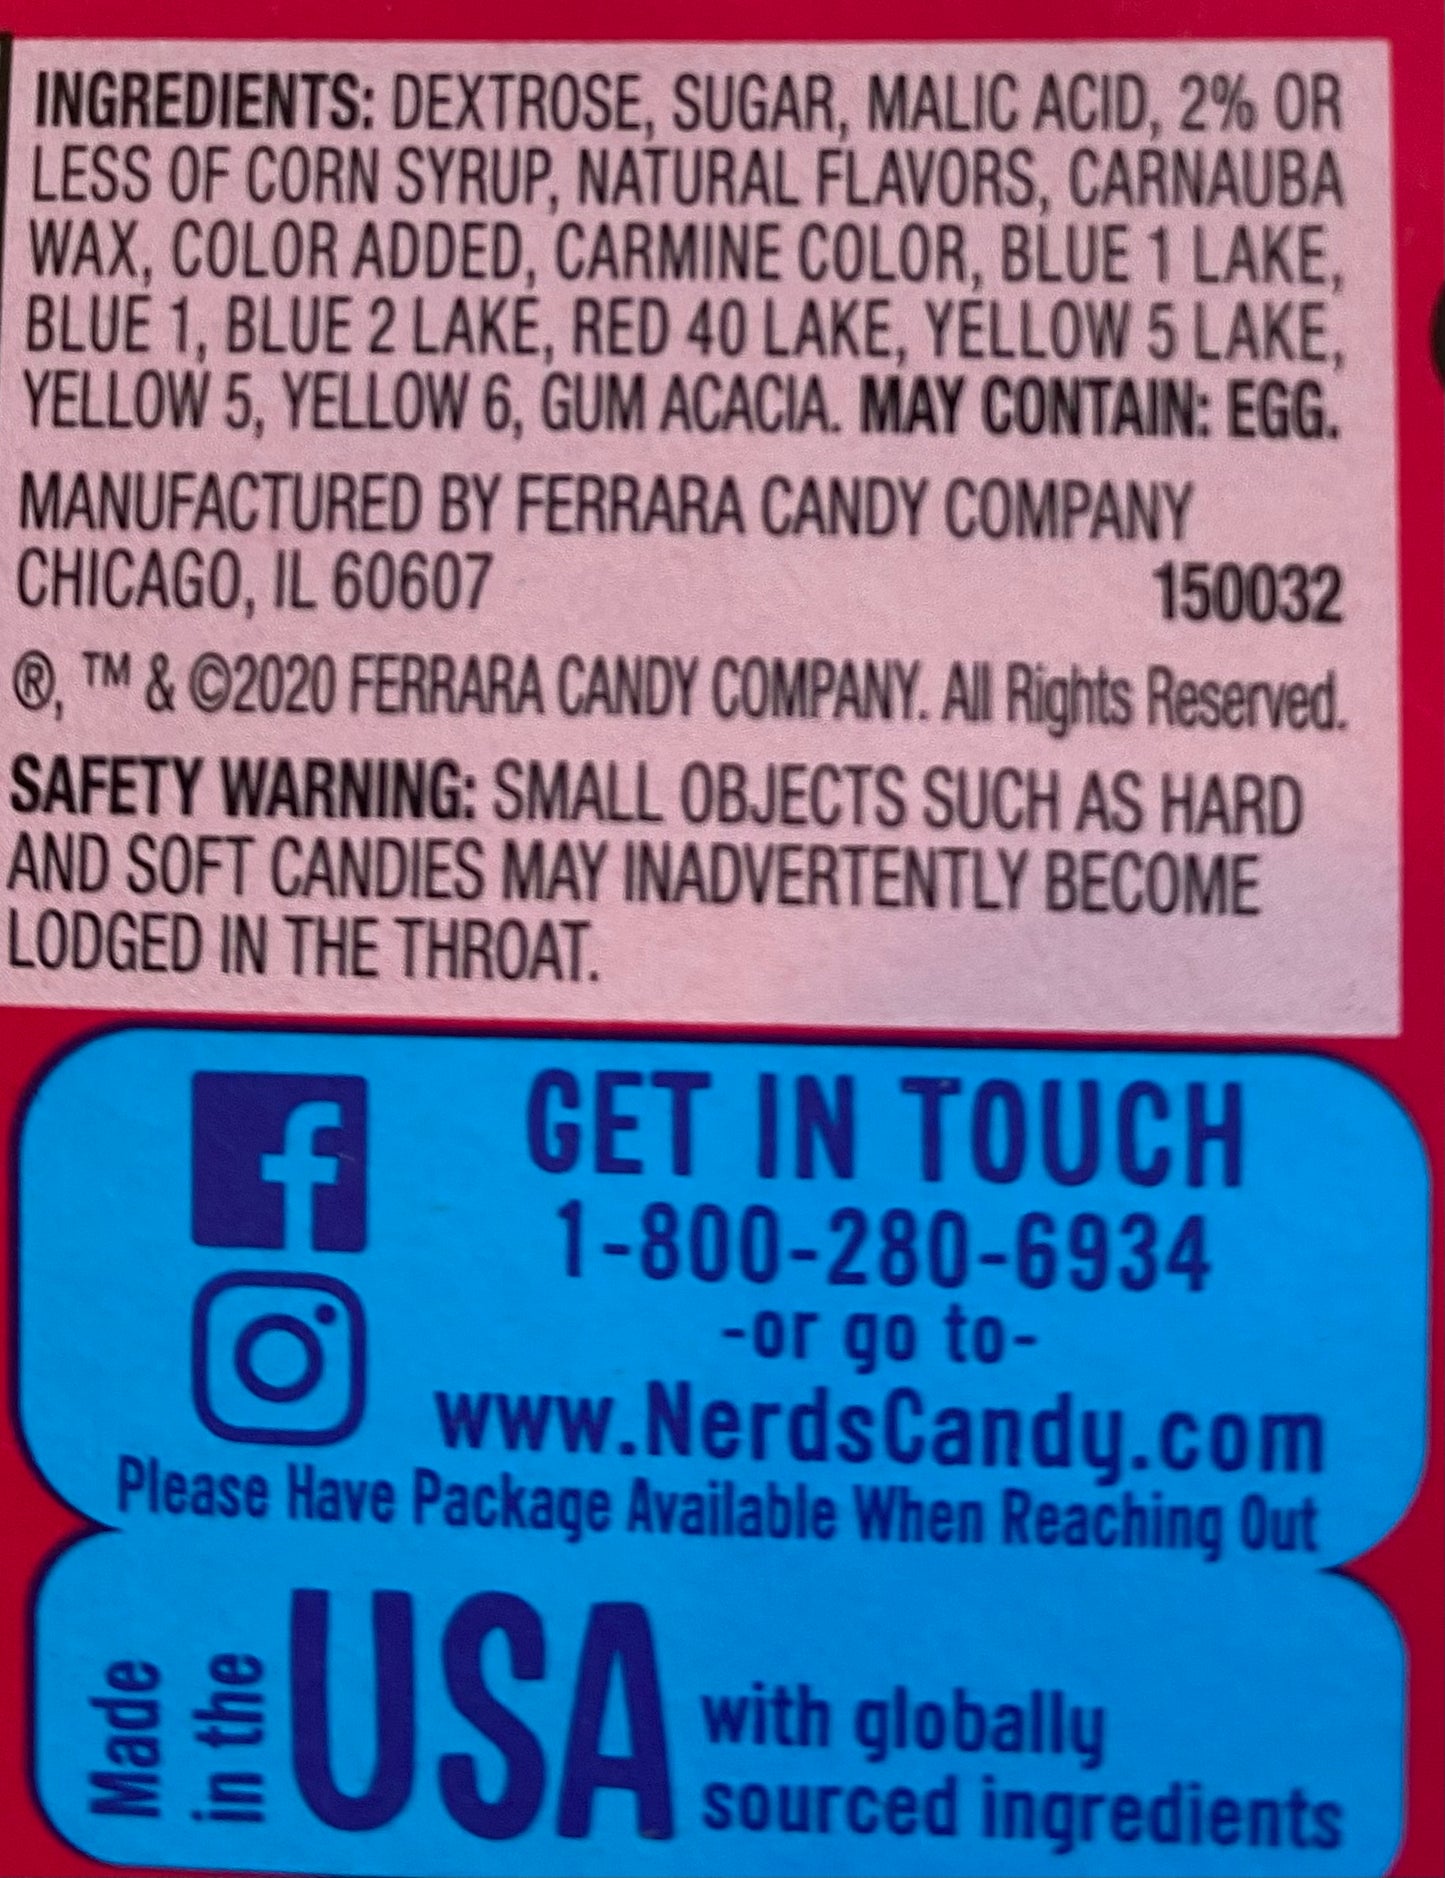 INGREDIENTS: DEXTROSE, SUGAR, MALIC ACID, 2% OR
LESS OF CORN SYRUP, NATURAL FLAVORS, CARNAUBA
WAX, COLOR ADDED, CARMINE COLOR, BLUE 1 LAKE,
BLUE 1, BLUE 2 LAKE, RED 40 LAKE, YELLOW 5 LAKE,
YELLOW 5, YELLOW 6, GUM ACACIA. MAY CONTAIN: EGG.
MANUFACTURED BY FERRARA CANDY COMPANY
CHICAGO, IL 60607 150032
®, ™ & ©2020 FERRARA CANDY COMPANY. All Rights Reserved.
SAFETY WARNING: SMALL OBJECTS SUCH AS HARD
AND SOFT CANDIES MAY INADVERTENTLY BECOME
LODGED IN THE THROAT.
GET IN TOUCH
1-800-280-6934
-or go to-
www.NerdsCandy.com
Please Have Package Available When Reaching Out
Made
in the
USA
with globally
sourced ingredients